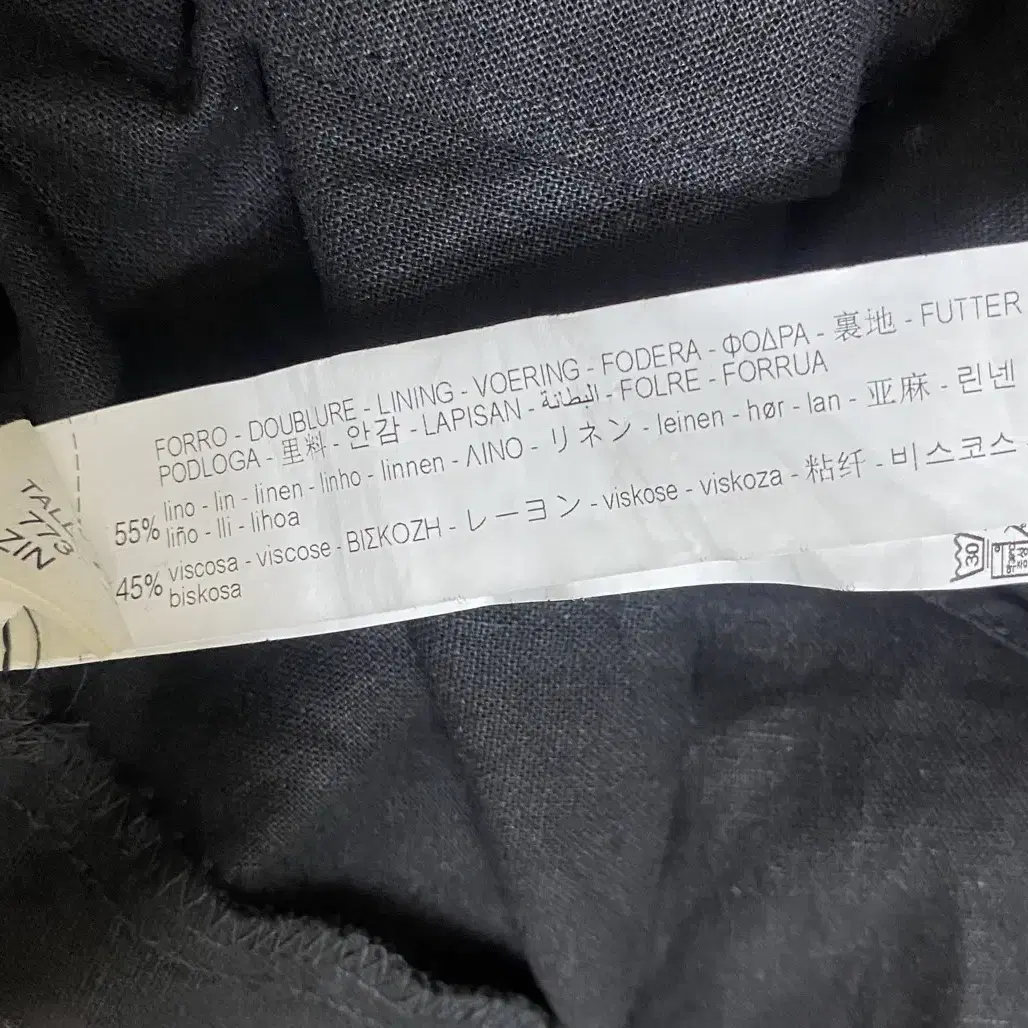 FORRO - DOUBLURE - LINING - VOERING - FODERA - ΦΟΔΡΑ - 裏地 - FUTTER
PODLOGA - 里料 - 안감 - LAPISAN - البطانة - FOLRE - FORRUA
55% lino - lin - linen - linho - linnen - ΛΙΝΟ - リネン - leinen - hør - lan - 亚麻 - 린넨
liño - lli - lihoa
45% viscosa - viscose - ΒΙΣΚΟΖΗ - レーヨン - viskose - viskoza - 粘纤 - 비스코스
biskosa
773
30